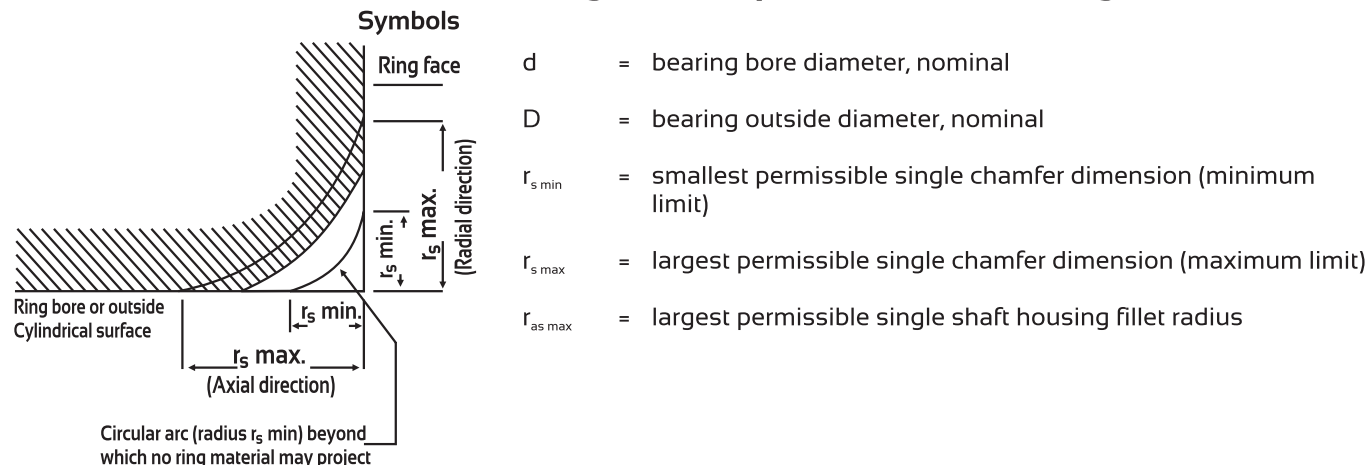 Symbols
Ring face
r_s min.
r_s max.
(Radial direction)
Ring bore or outside
Cylindrical surface
r_s min.
r_s max.
(Axial direction)
Circular arc (radius r_s min) beyond
which no ring material may project
d = bearing bore diameter, nominal
D = bearing outside diameter, nominal
r_s min = smallest permissible single chamfer dimension (minimum
limit)
r_s max = largest permissible single chamfer dimension (maximum limit)
r_as max = largest permissible single shaft housing fillet radius